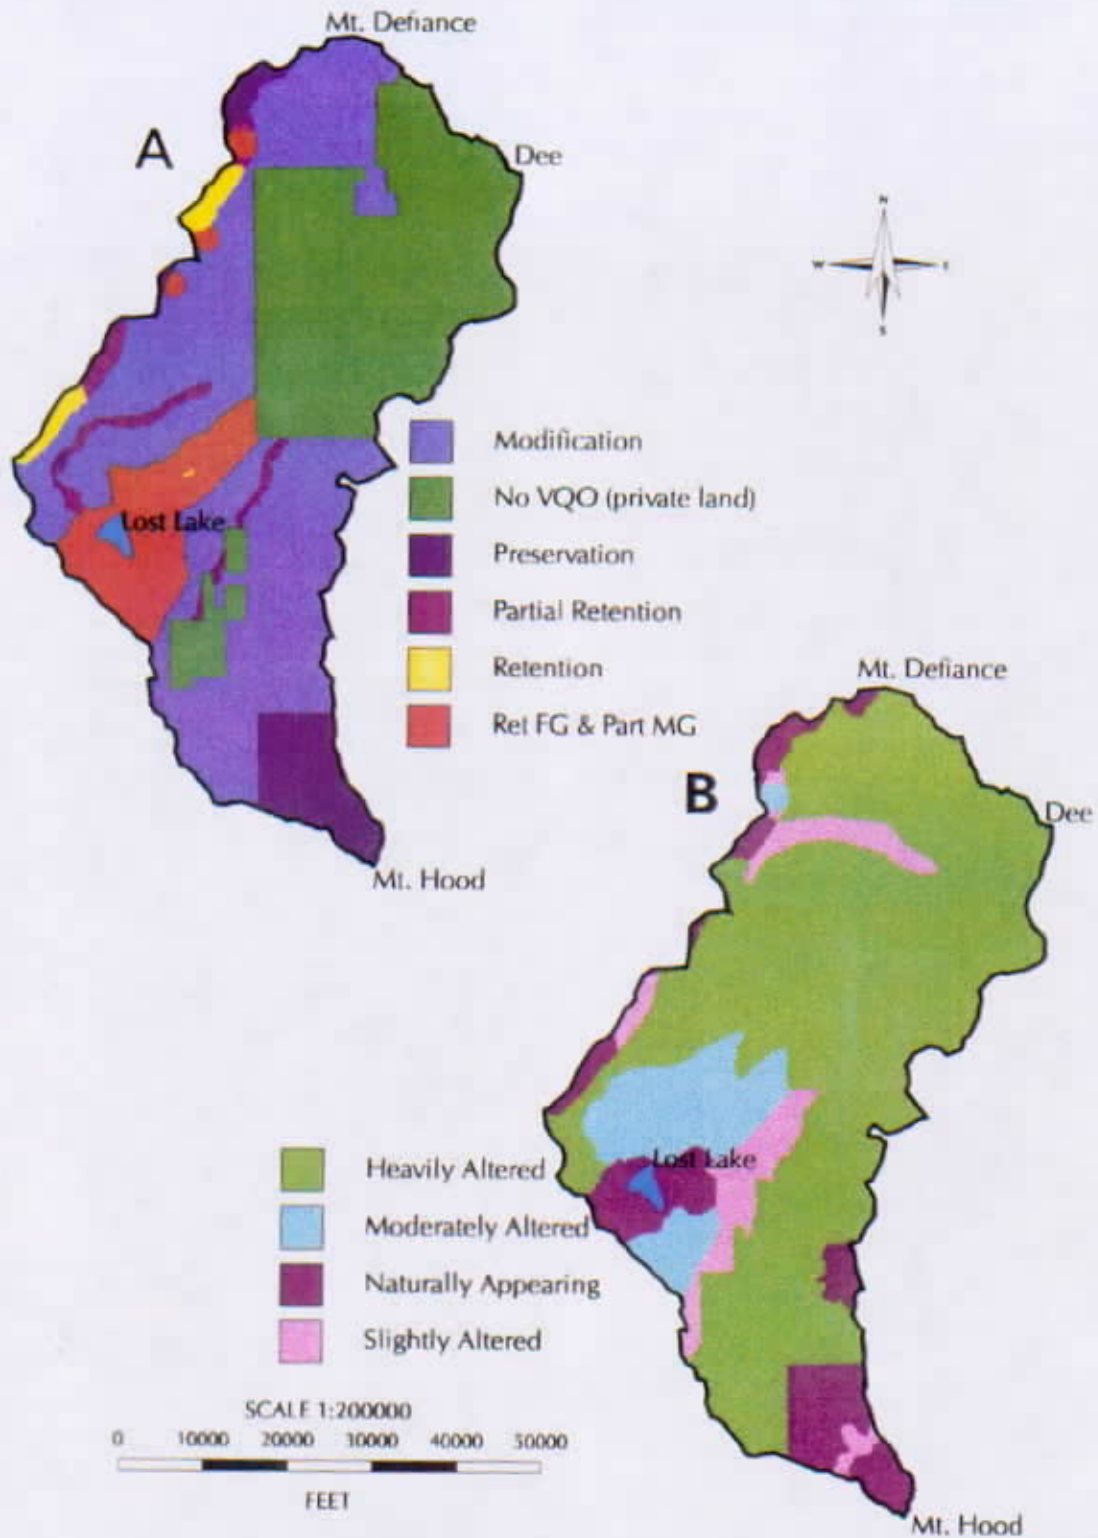 Mt. Defiance
A
Dee
N
W E
S
Modification
No VQO (private land)
Lost Lake
Preservation
Partial Retention
Retention
Ret FG & Part MG
Mt. Hood
Mt. Defiance
B
Dee
Lost Lake
Heavily Altered
Moderately Altered
Naturally Appearing
Slightly Altered
SCALE 1:200000
0 10000 20000 30000 40000 50000
FEET
Mt. Hood